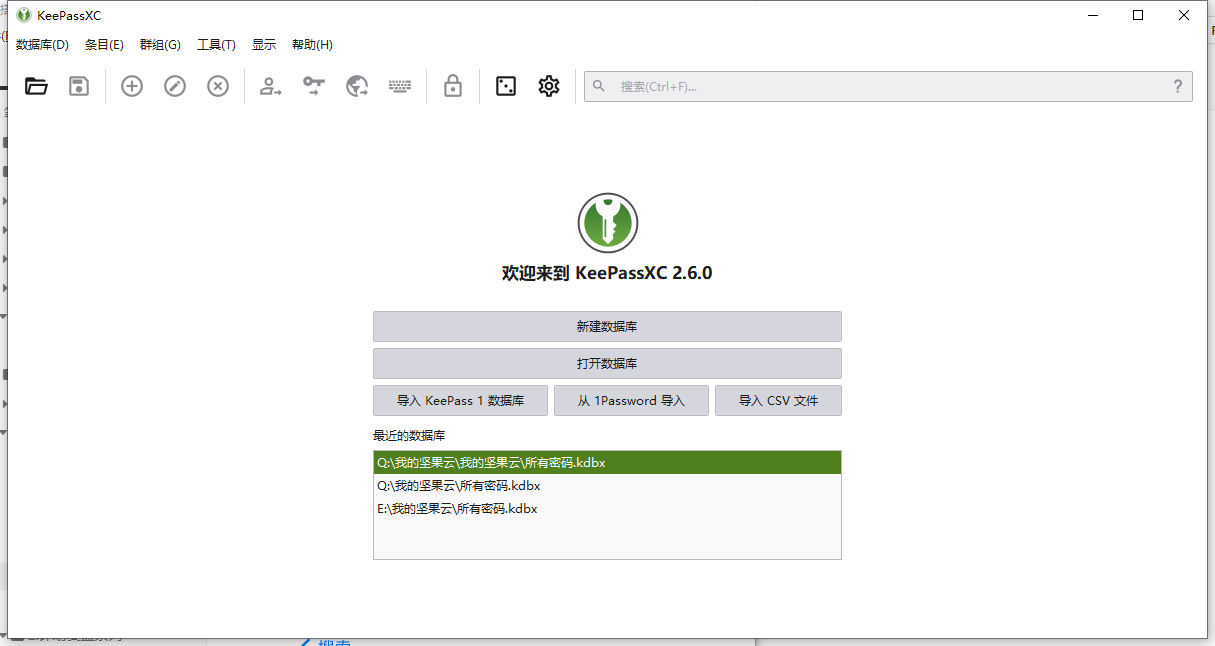 KeePassXC
数据库(D) 条目(E) 群组(G) 工具(T) 显示 帮助(H)
搜索(Ctrl+F)... ?
欢迎来到 KeePassXC 2.6.0
新建数据库
打开数据库
导入 KeePass 1 数据库 从 1Password 导入 导入 CSV 文件
最近的数据库
Q:\我的坚果云\我的坚果云\所有密码.kdbx
Q:\我的坚果云\所有密码.kdbx
E:\我的坚果云\所有密码.kdbx
搜索